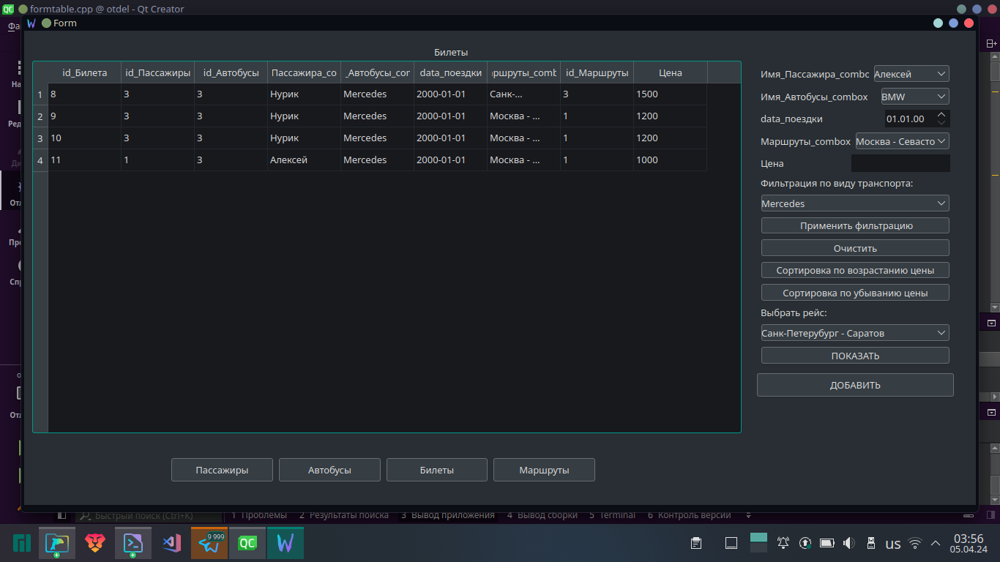 formtable.cpp @ otdel - Qt Creator
Form
Билеты
id_Билета id_Пассажиры id_Автобусы Пассажира_co _Автобусы_cor data_поездки ршруты_comb id_Маршруты Цена
1 8 3 3 Нурик Mercedes 2000-01-01 Санк-... 3 1500
2 9 3 3 Нурик Mercedes 2000-01-01 Москва - ... 1 1200
3 10 3 3 Нурик Mercedes 2000-01-01 Москва - ... 1 1200
4 11 1 3 Алексей Mercedes 2000-01-01 Москва - ... 1 1000
Имя_Пассажира_combo Алексей
Имя_Автобусы_combox BMW
data_поездки 01.01.00
Маршруты_combox Москва - Севасто
Цена
Фильтрация по виду транспорта:
Mercedes
Применить фильтрацию
Очистить
Сортировка по возрастанию цены
Сортировка по убыванию цены
Выбрать рейс:
Санк-Петерубург - Саратов
ПОКАЗАТЬ
ДОБАВИТЬ
Пассажиры Автобусы Билеты Маршруты
Быстрый поиск (Ctrl+K) 1 Проблемы 2 Результаты поиска 3 Вывод приложения 4 Вывод сборки 5 Terminal 6 Контроль версии
9 999 QC us 03:56
05.04.24